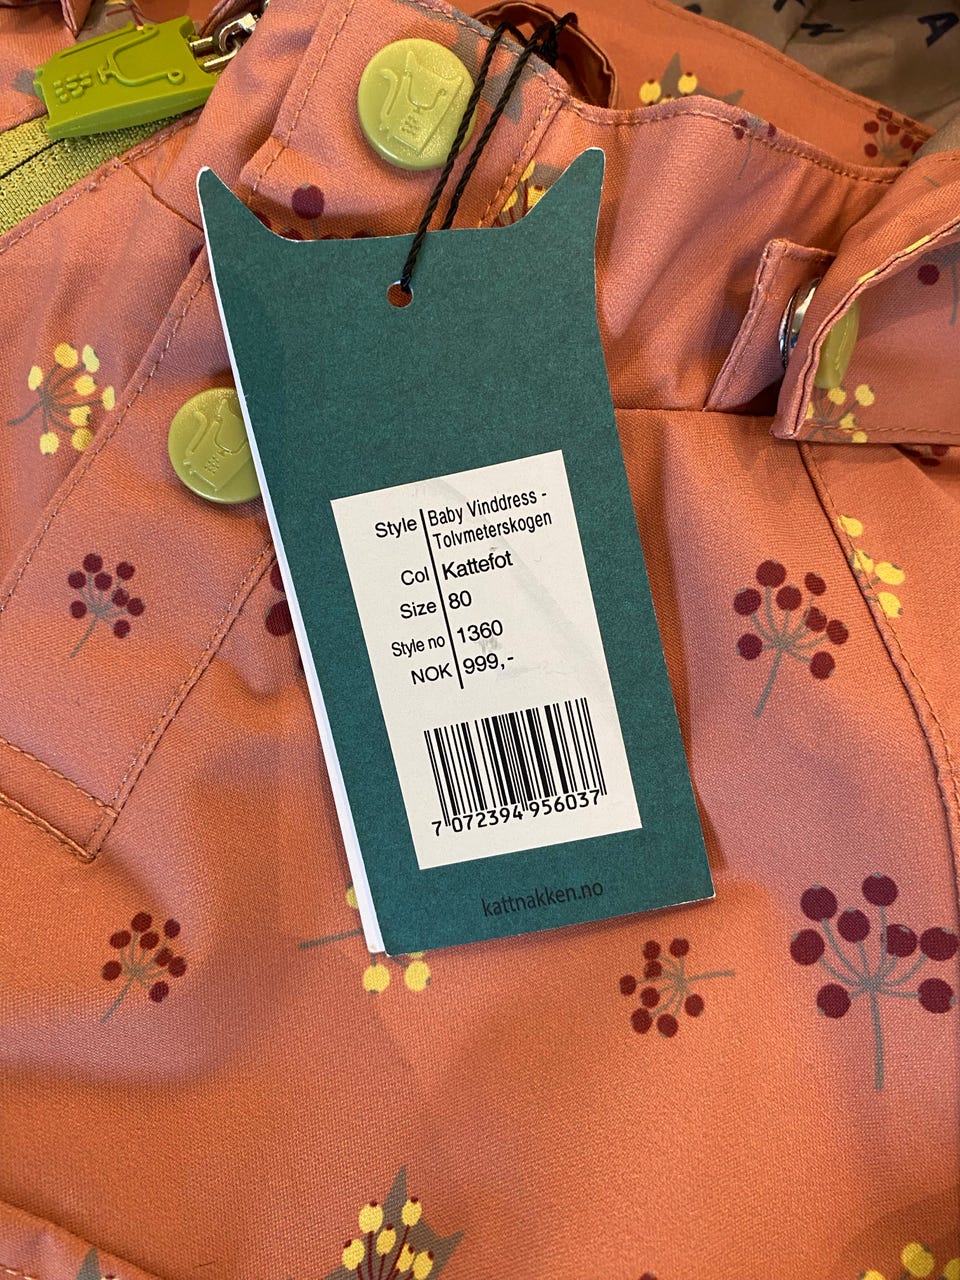 Style Baby Vinddress -
Tolvmeterskogen
Col Kattefot
Size 80
Style no 1360
NOK 999,-
7 072394 956037
kattnakken.no